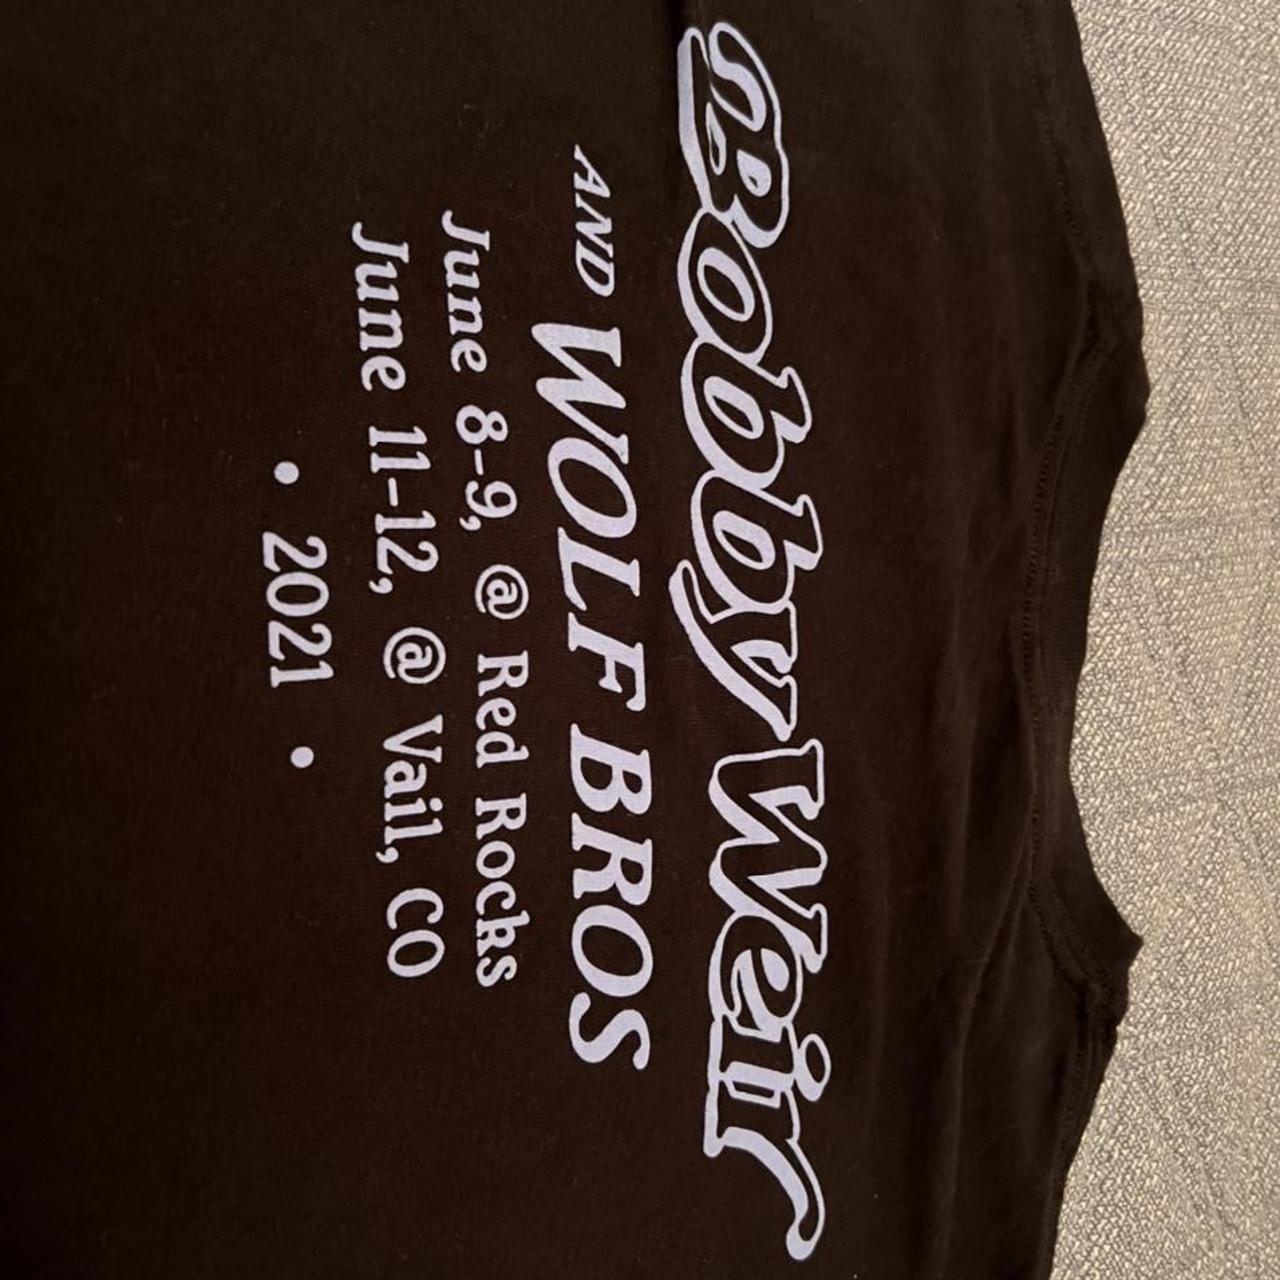 Bobby Weir
AND WOLF BROS
June 8-9, @ Red Rocks
June 11-12, @ Vail, CO
• 2021 •